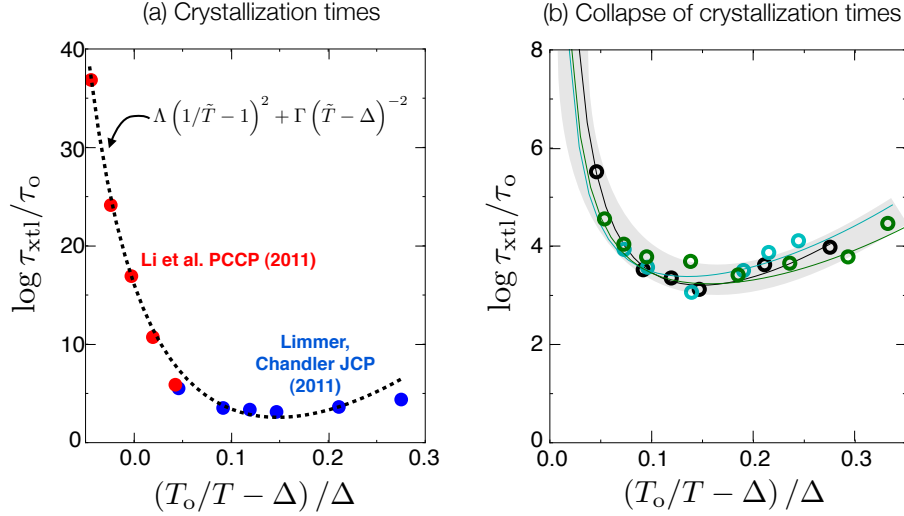 (a) Crystallization times
log τxtl/τo
40
30
20
10
0
0.0 0.1 0.2 0.3
(To/T − Δ) /Δ
Λ (1/T̃ − 1)² + Γ (T̃ − Δ)⁻²
Li et al. PCCP (2011)
Limmer,
Chandler JCP
(2011)
(b) Collapse of crystallization times
log τxtl/τo
8
6
4
2
0
0.0 0.1 0.2 0.3
(To/T − Δ) /Δ